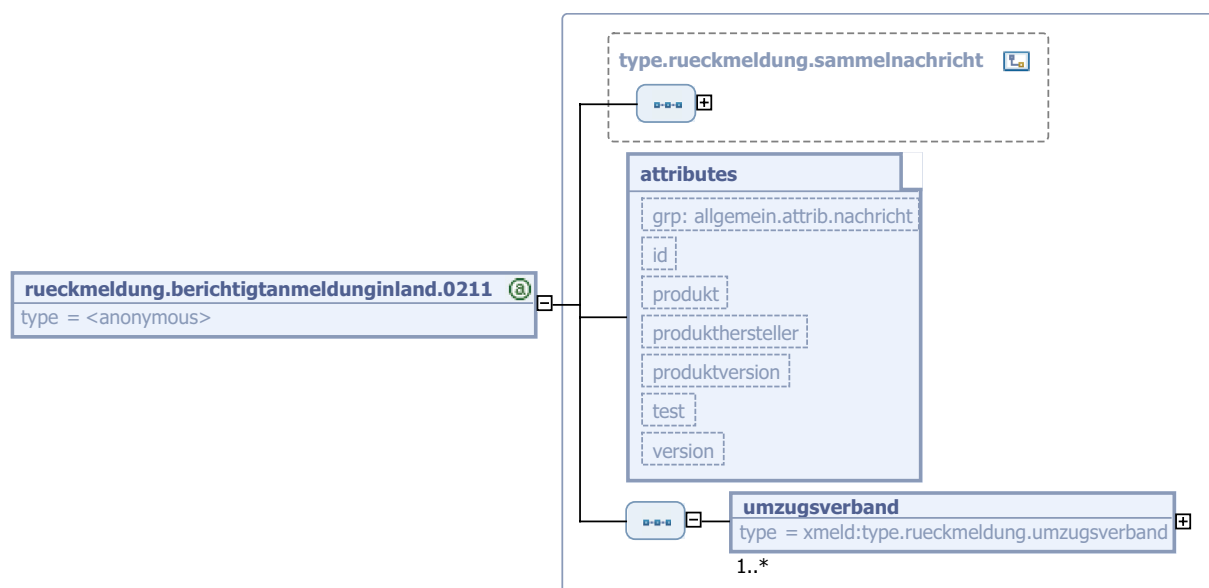 type.rueckmeldung.sammelnachricht
attributes
grp: allgemein.attrib.nachricht
id
produkt
rueckmeldung.berichtigtanmeldunginland.0211 a
type = <anonymous>
produkthersteller
produktversion
test
version
umzugsverband
type = xmeld:type.rueckmeldung.umzugsverband
1..*